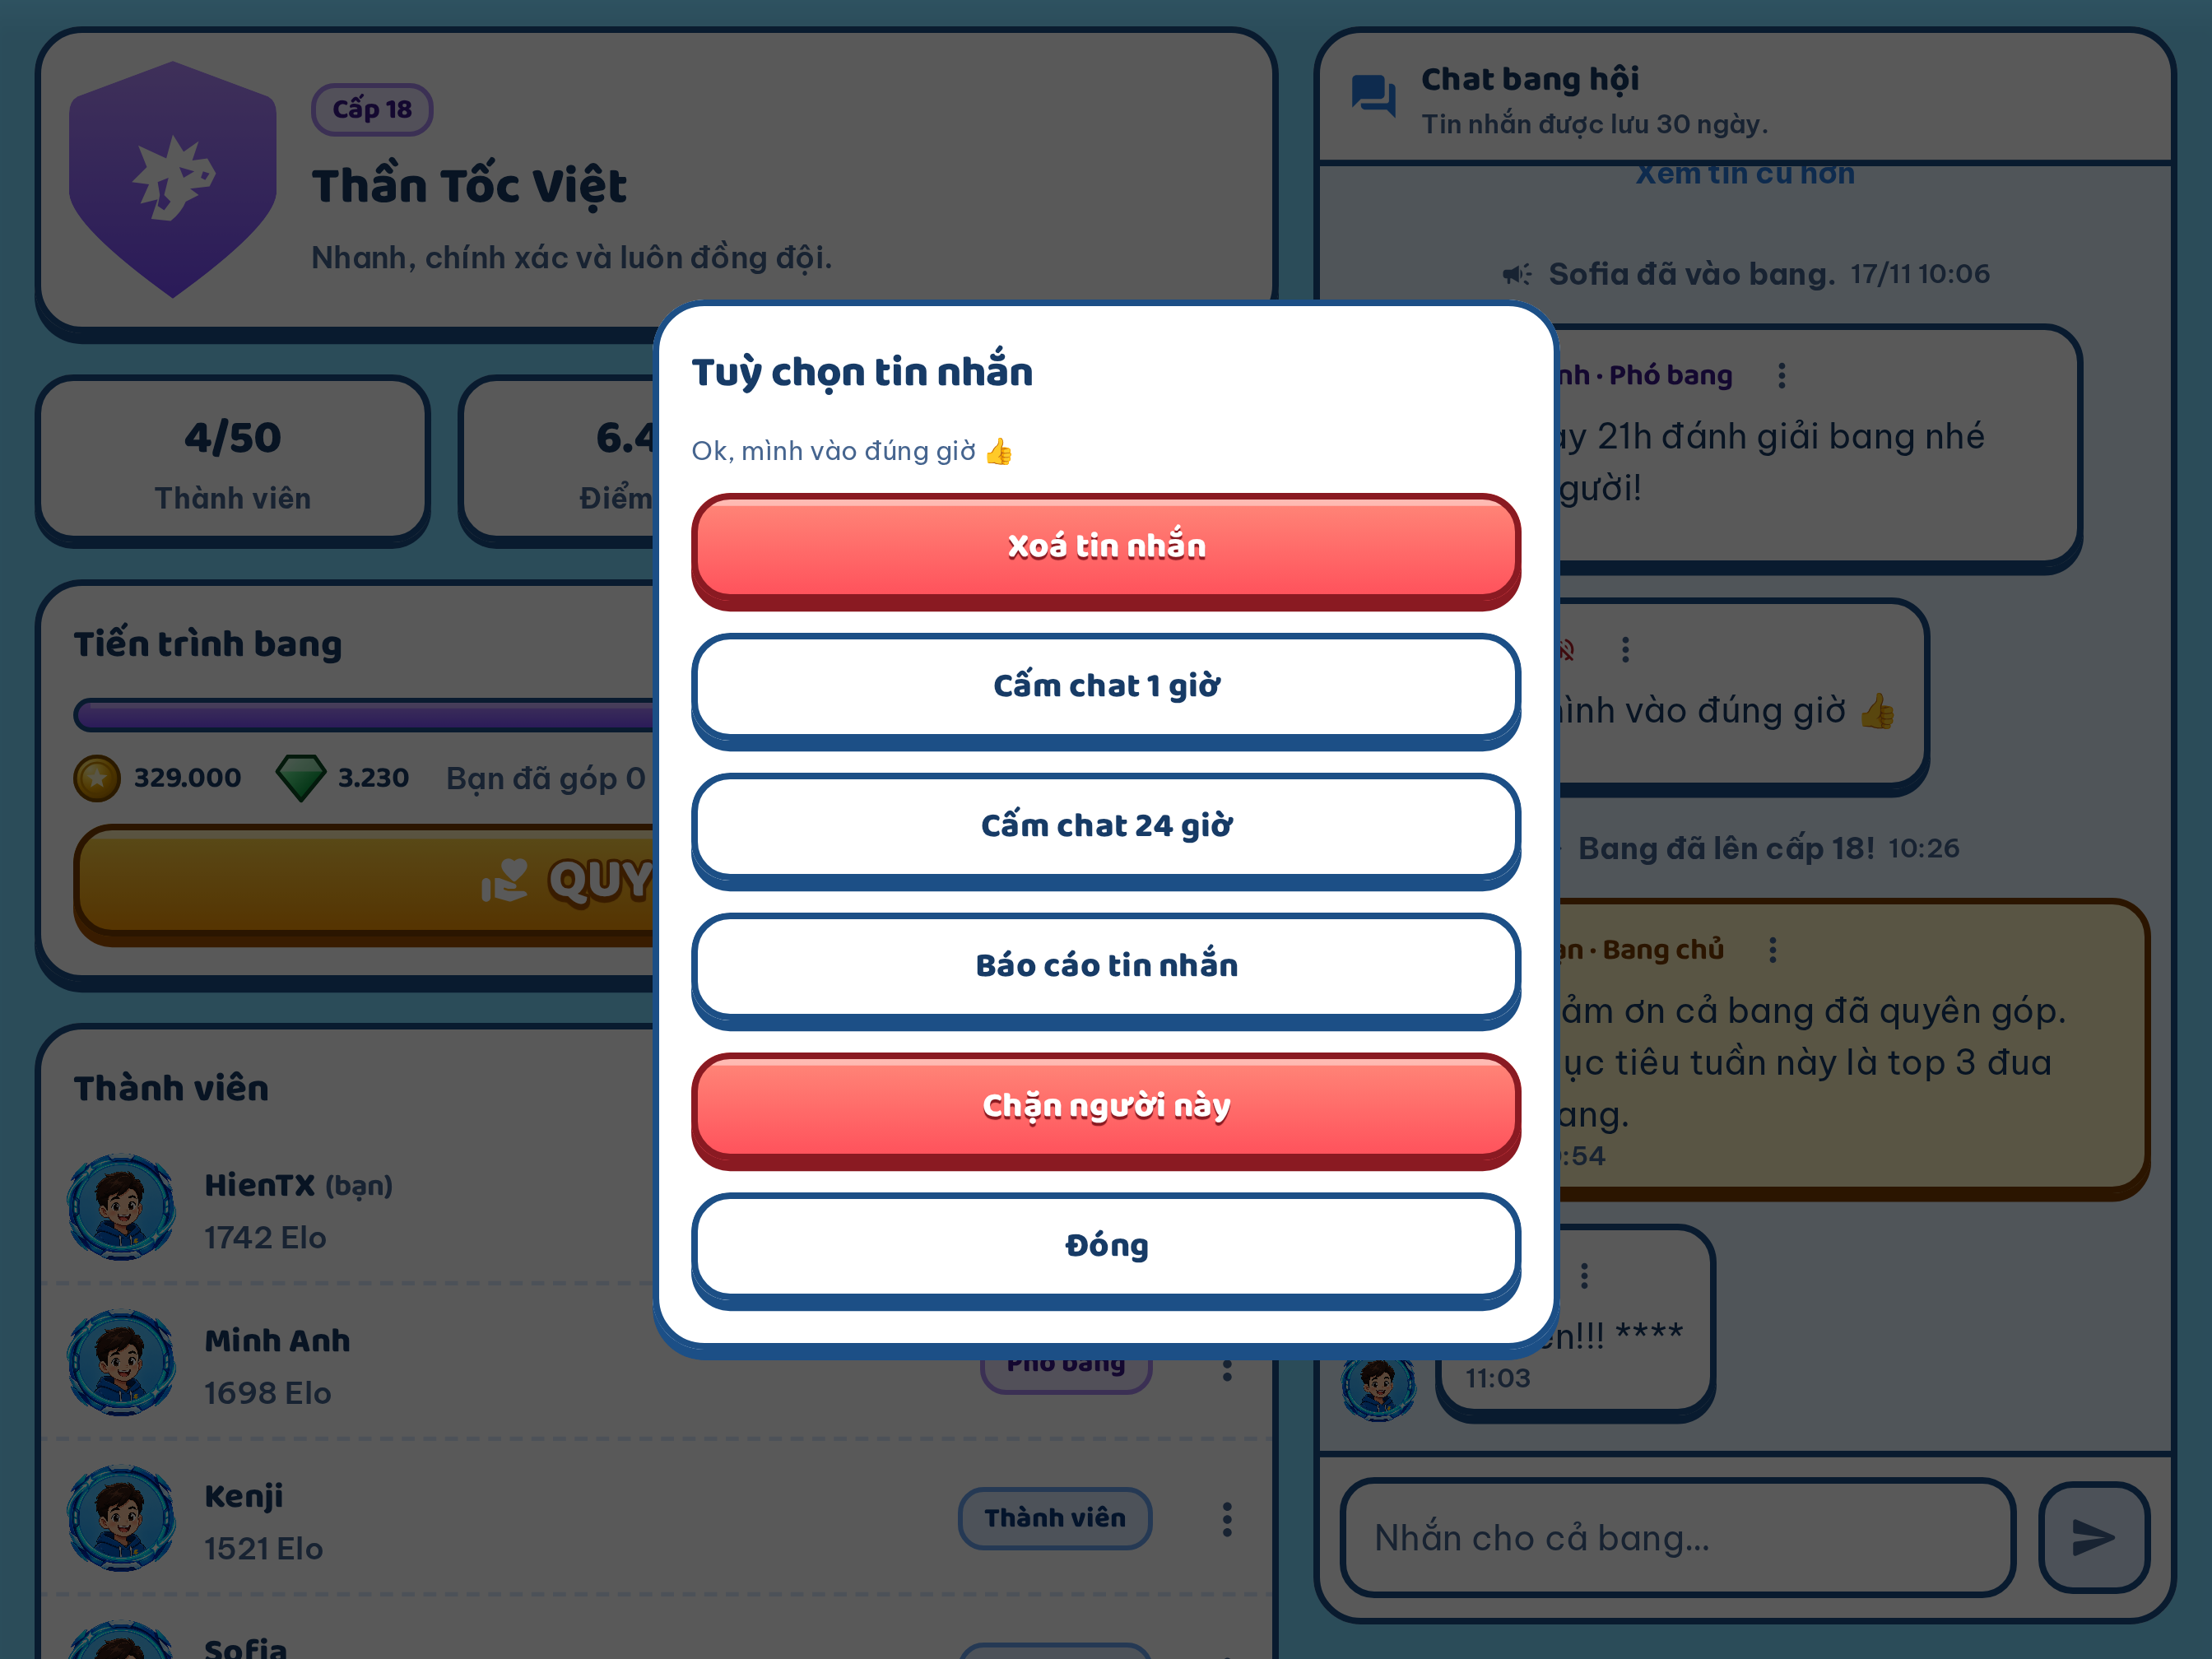 Cấp 18
Thần Tốc Việt
Nhanh, chính xác và luôn đồng đội.
4/50
Thành viên
6.4
Điểm
Tiến trình bang
329.000
3.230
Bạn đã góp 0
QUY
Thành viên
HienTX (bạn)
1742 Elo
Minh Anh
1698 Elo
Phó bang
Kenji
1521 Elo
Thành viên
Sofia
Tuỳ chọn tin nhắn
Ok, mình vào đúng giờ 👍
Xoá tin nhắn
Cấm chat 1 giờ
Cấm chat 24 giờ
Báo cáo tin nhắn
Chặn người này
Đóng
Chat bang hội
Tin nhắn được lưu 30 ngày.
Xem tin cũ hơn
Sofia đã vào bang. 17/11 10:06
nh · Phó bang
ay 21h đánh giải bang nhé
gười!
mình vào đúng giờ 👍
Bang đã lên cấp 18! 10:26
ạn · Bang chủ
ảm ơn cả bang đã quyên góp.
ục tiêu tuần này là top 3 đua
ang.
:54
ên!!! ****
11:03
Nhắn cho cả bang...